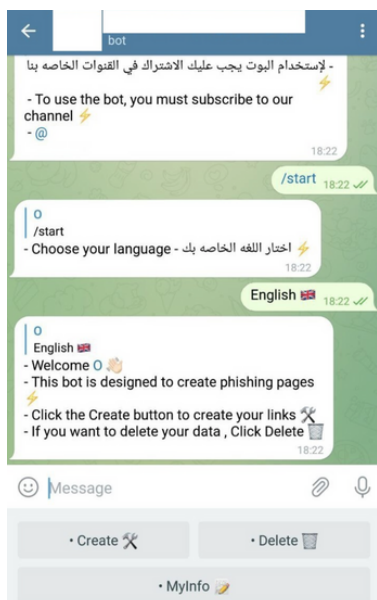 bot
- لإستخدام البوت يجب عليك الاشتراك في القنوات الخاصه بنا
⚡
- To use the bot, you must subscribe to our
channel ⚡
- @
18:22
/start 18:22
O
/start
- Choose your language - اختار اللغه الخاصه بك ⚡
18:22
English 🇬🇧 18:22
O
English 🇬🇧
- Welcome O 👋🏻
- This bot is designed to create phishing pages
⚡
- Click the Create button to create your links 🛠
- If you want to delete your data , Click Delete 🗑
18:22
Message
• Create 🛠
• Delete 🗑
• MyInfo 📝